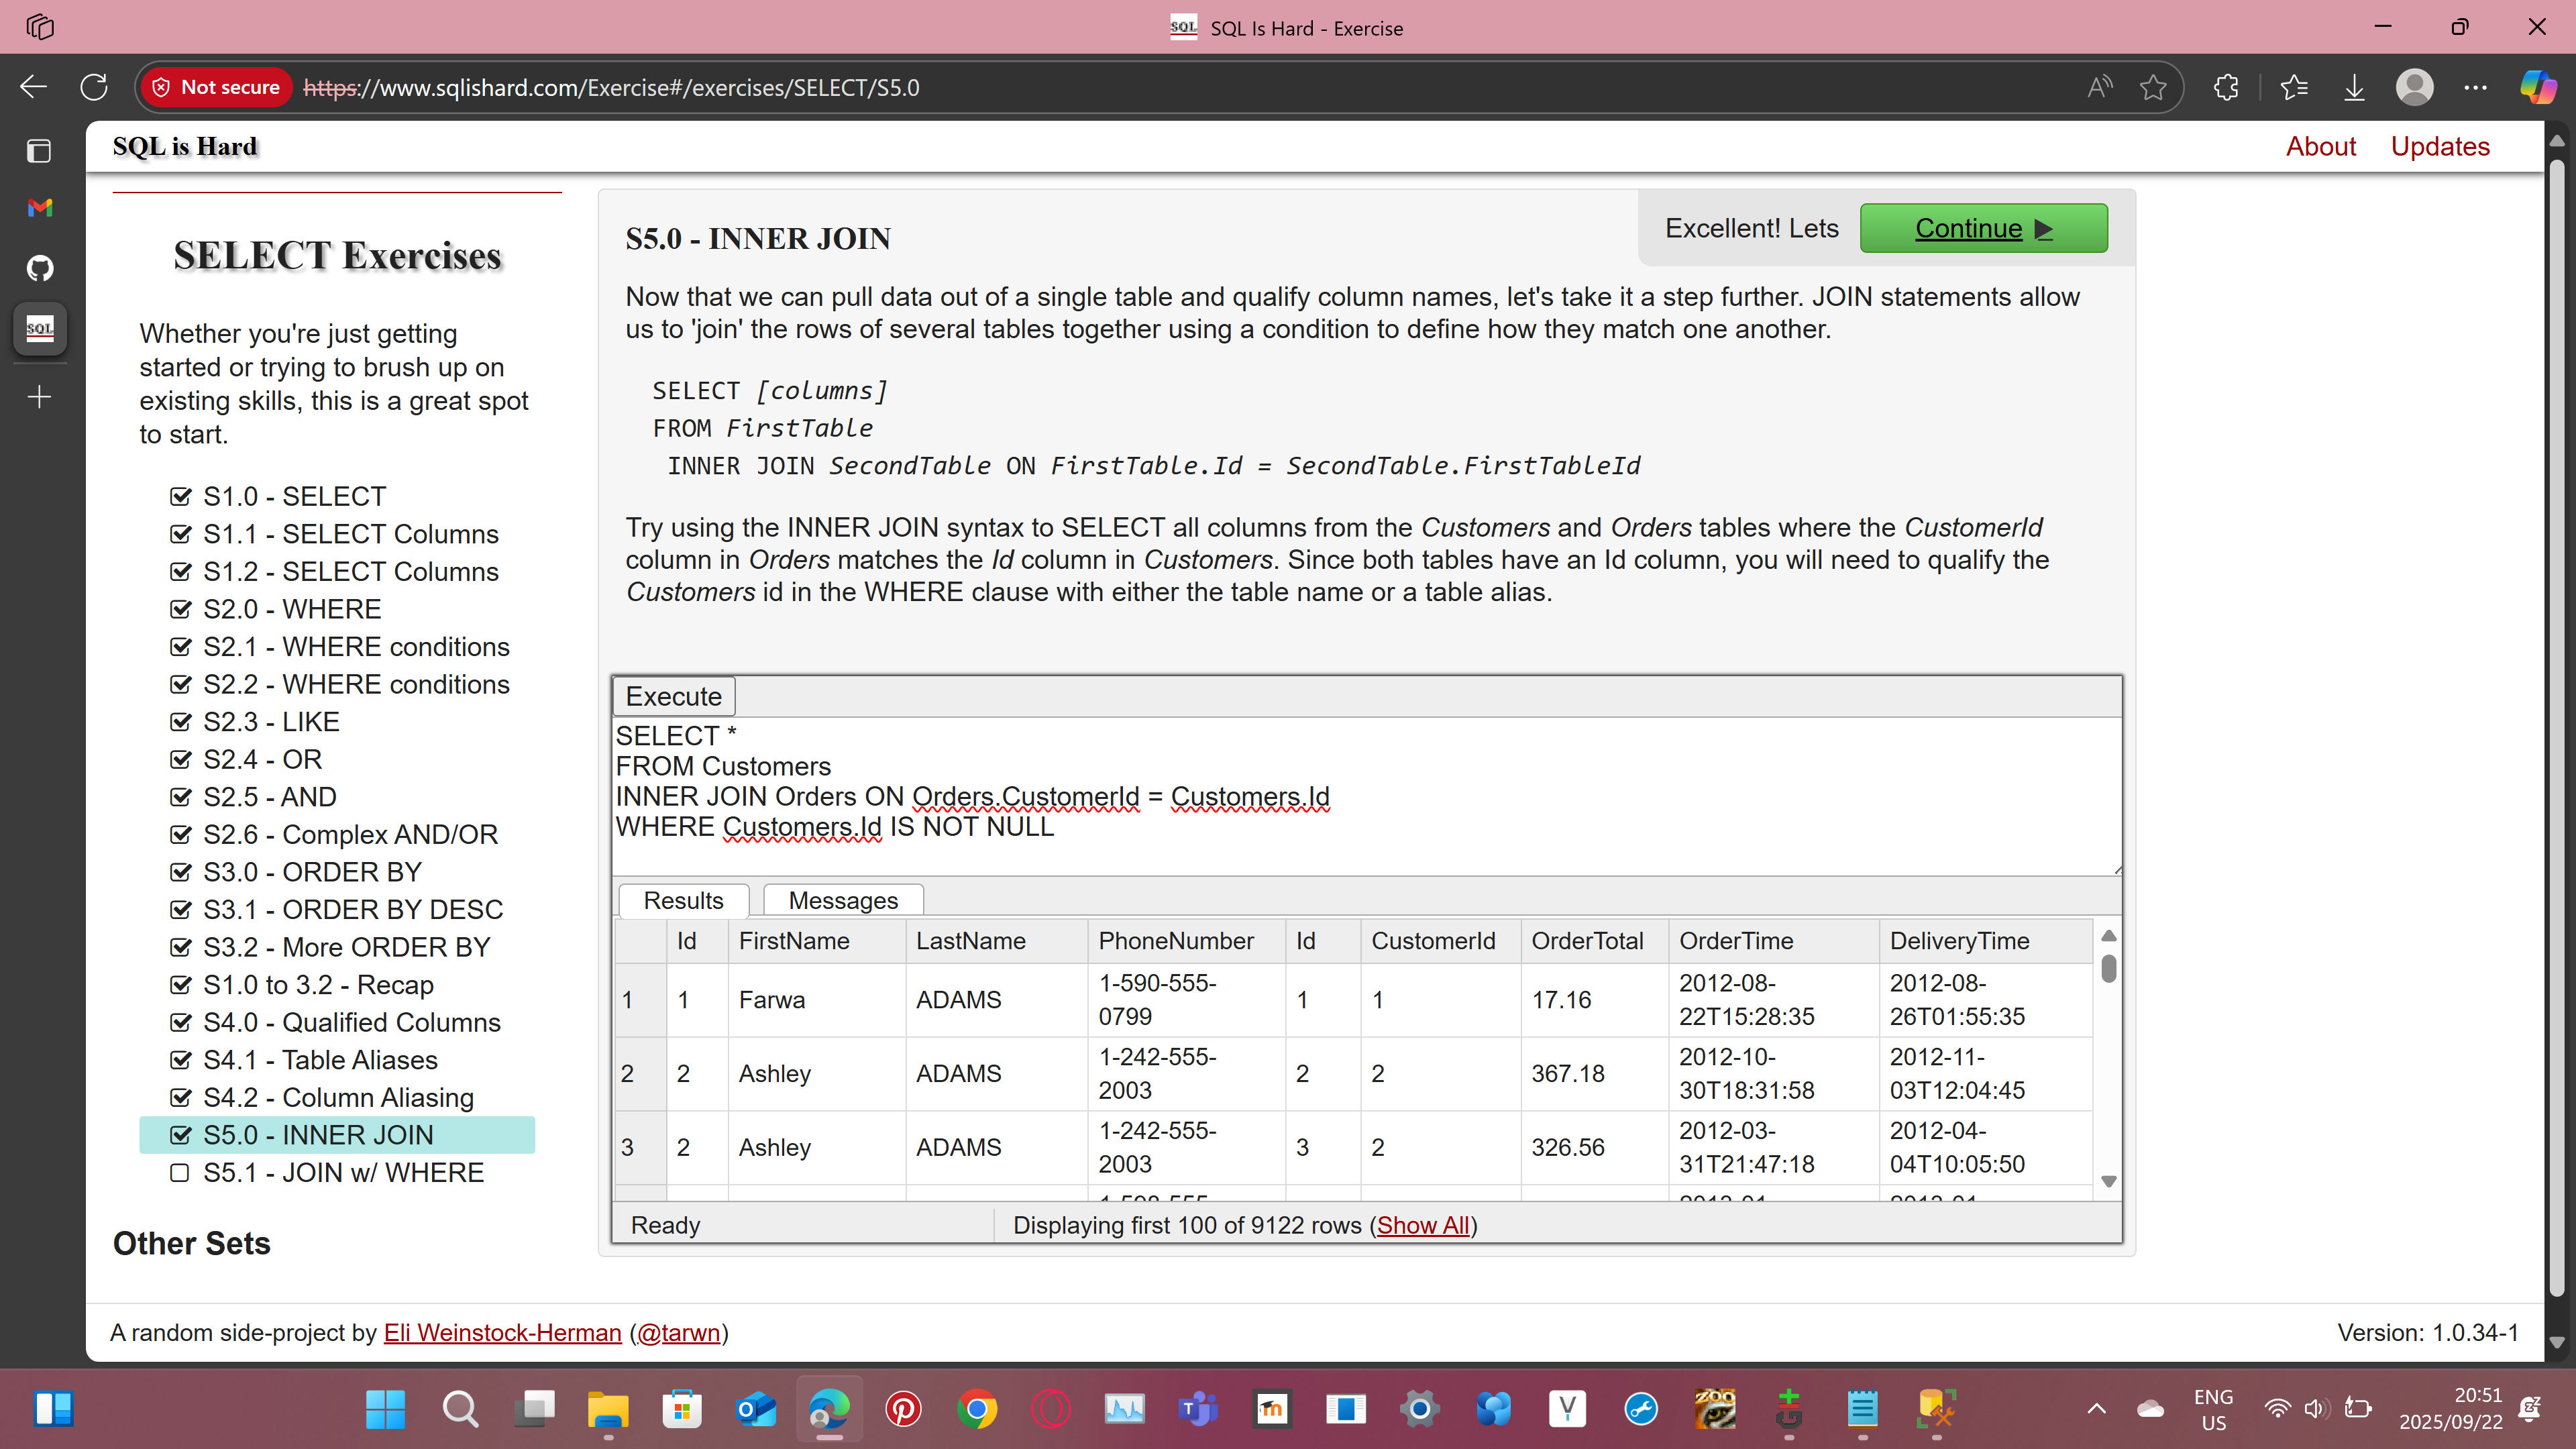 SQL Is Hard - Exercise
Not secure
https://www.sqlishard.com/Exercise#/exercises/SELECT/S5.0
SQL is Hard
About
Updates
SELECT Exercises
Whether you're just getting
started or trying to brush up on
existing skills, this is a great spot
to start.
S1.0 - SELECT
S1.1 - SELECT Columns
S1.2 - SELECT Columns
S2.0 - WHERE
S2.1 - WHERE conditions
S2.2 - WHERE conditions
S2.3 - LIKE
S2.4 - OR
S2.5 - AND
S2.6 - Complex AND/OR
S3.0 - ORDER BY
S3.1 - ORDER BY DESC
S3.2 - More ORDER BY
S1.0 to 3.2 - Recap
S4.0 - Qualified Columns
S4.1 - Table Aliases
S4.2 - Column Aliasing
S5.0 - INNER JOIN
S5.1 - JOIN w/ WHERE
Other Sets
S5.0 - INNER JOIN
Excellent! Lets
Continue
Now that we can pull data out of a single table and qualify column names, let's take it a step further. JOIN statements allow
us to 'join' the rows of several tables together using a condition to define how they match one another.
SELECT [columns]
FROM FirstTable
INNER JOIN SecondTable ON FirstTable.Id = SecondTable.FirstTableId
Try using the INNER JOIN syntax to SELECT all columns from the Customers and Orders tables where the CustomerId
column in Orders matches the Id column in Customers. Since both tables have an Id column, you will need to qualify the
Customers id in the WHERE clause with either the table name or a table alias.
Execute
SELECT *
FROM Customers
INNER JOIN Orders ON Orders.CustomerId = Customers.Id
WHERE Customers.Id IS NOT NULL
Results Messages
Id FirstName LastName PhoneNumber Id CustomerId OrderTotal OrderTime DeliveryTime
1 1 Farwa ADAMS 1-590-555-0799 1 1 17.16 2012-08-22T15:28:35 2012-08-26T01:55:35
2 2 Ashley ADAMS 1-242-555-2003 2 2 367.18 2012-10-30T18:31:58 2012-11-03T12:04:45
3 2 Ashley ADAMS 1-242-555-2003 3 2 326.56 2012-03-31T21:47:18 2012-04-04T10:05:50
Ready
Displaying first 100 of 9122 rows (Show All)
A random side-project by Eli Weinstock-Herman (@tarwn)
Version: 1.0.34-1
ENG
US
20:51
2025/09/22